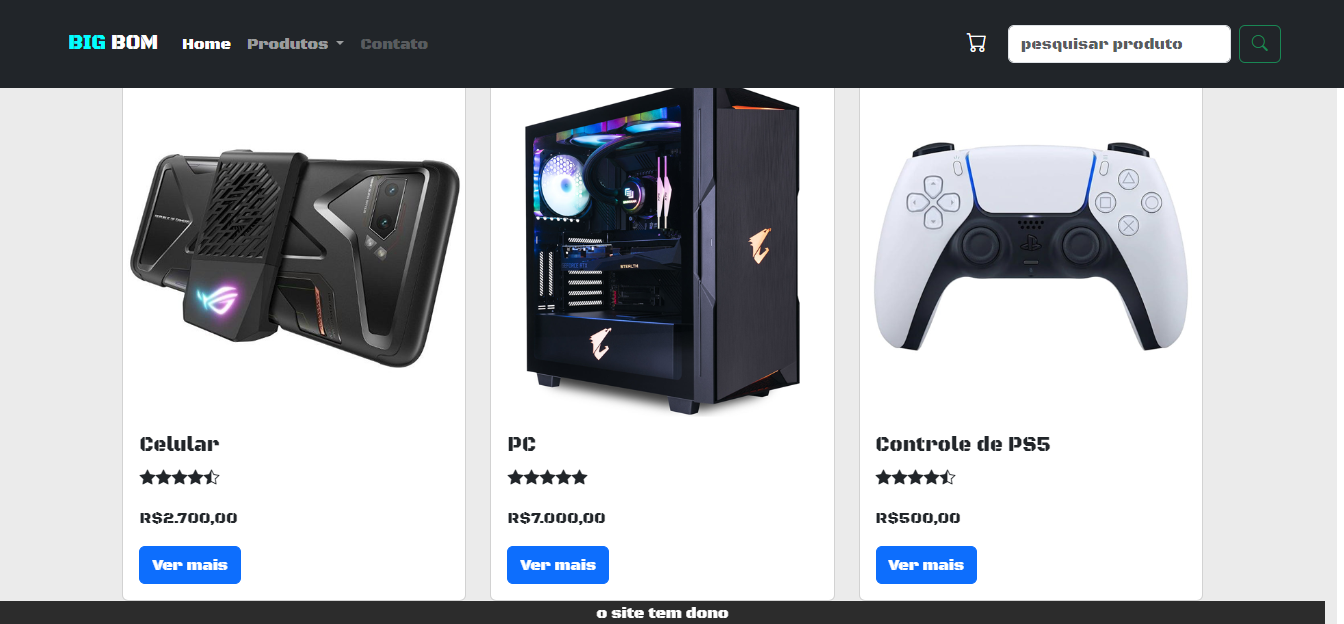 BIG BOM Home Produtos Contato pesquisar produto
STEALTH
Celular
PC
Controle de PS5
R$2.700,00
R$7.000,00
R$500,00
Ver mais
Ver mais
Ver mais
o site tem dono